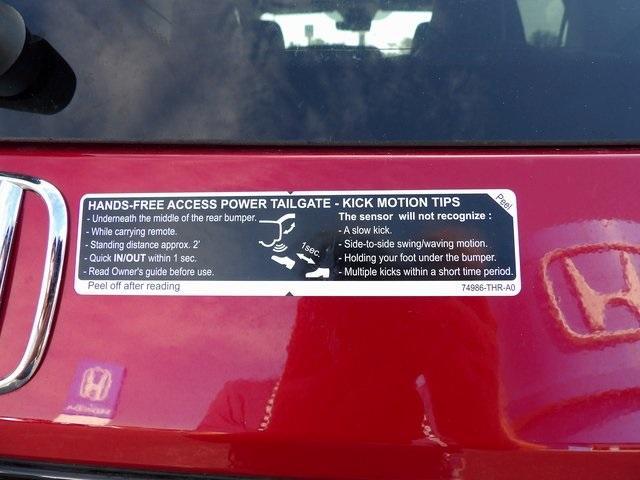 HANDS-FREE ACCESS POWER TAILGATE - KICK MOTION TIPS
Peel
- Underneath the middle of the rear bumper.
- While carrying remote.
- Standing distance approx. 2'
- Quick IN/OUT within 1 sec.
- Read Owner's guide before use.
1sec.
The sensor will not recognize :
- A slow kick.
- Side-to-side swing/waving motion.
- Holding your foot under the bumper.
- Multiple kicks within a short time period.
Peel off after reading
74986-THR-A0